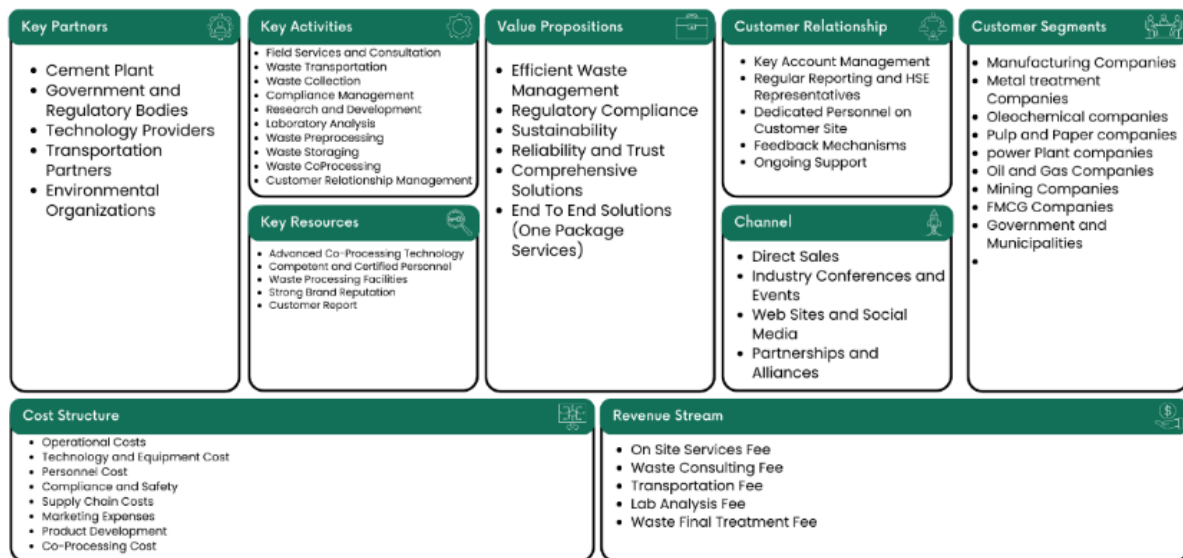 Key Partners
• Cement Plant
• Government and
Regulatory Bodies
• Technology Providers
• Transportation
Partners
• Environmental
Organizations
Key Activities
• Field Services and Consultation
• Waste Transportation
• Waste Collection
• Compliance Management
• Research and Development
• Laboratory Analysis
• Waste Preprocessing
• Waste Storaging
• Waste CoProcessing
• Customer Relationship Management
Key Resources
• Advanced Co-Processing Technology
• Competent and Certified Personnel
• Waste Processing Facilities
• Strong Brand Reputation
• Customer Report
Value Propositions
• Efficient Waste
Management
• Regulatory Compliance
• Sustainability
• Reliability and Trust
• Comprehensive
Solutions
• End To End Solutions
(One Package
Services)
Customer Relationship
• Key Account Management
• Regular Reporting and HSE
Representatives
• Dedicated Personnel on
Customer Site
• Feedback Mechanisms
• Ongoing Support
Channel
• Direct Sales
• Industry Conferences and
Events
• Web Sites and Social
Media
• Partnerships and
Alliances
Customer Segments
• Manufacturing Companies
• Metal treatment
Companies
• Oleochemical companies
• Pulp and Paper companies
• power Plant companies
• Oil and Gas Companies
• Mining Companies
• FMCG Companies
• Government and
Municipalities
•
Cost Structure
• Operational Costs
• Technology and Equipment Cost
• Personnel Cost
• Compliance and Safety
• Supply Chain Costs
• Marketing Expenses
• Product Development
• Co-Processing Cost
Revenue Stream
• On Site Services Fee
• Waste Consulting Fee
• Transportation Fee
• Lab Analysis Fee
• Waste Final Treatment Fee